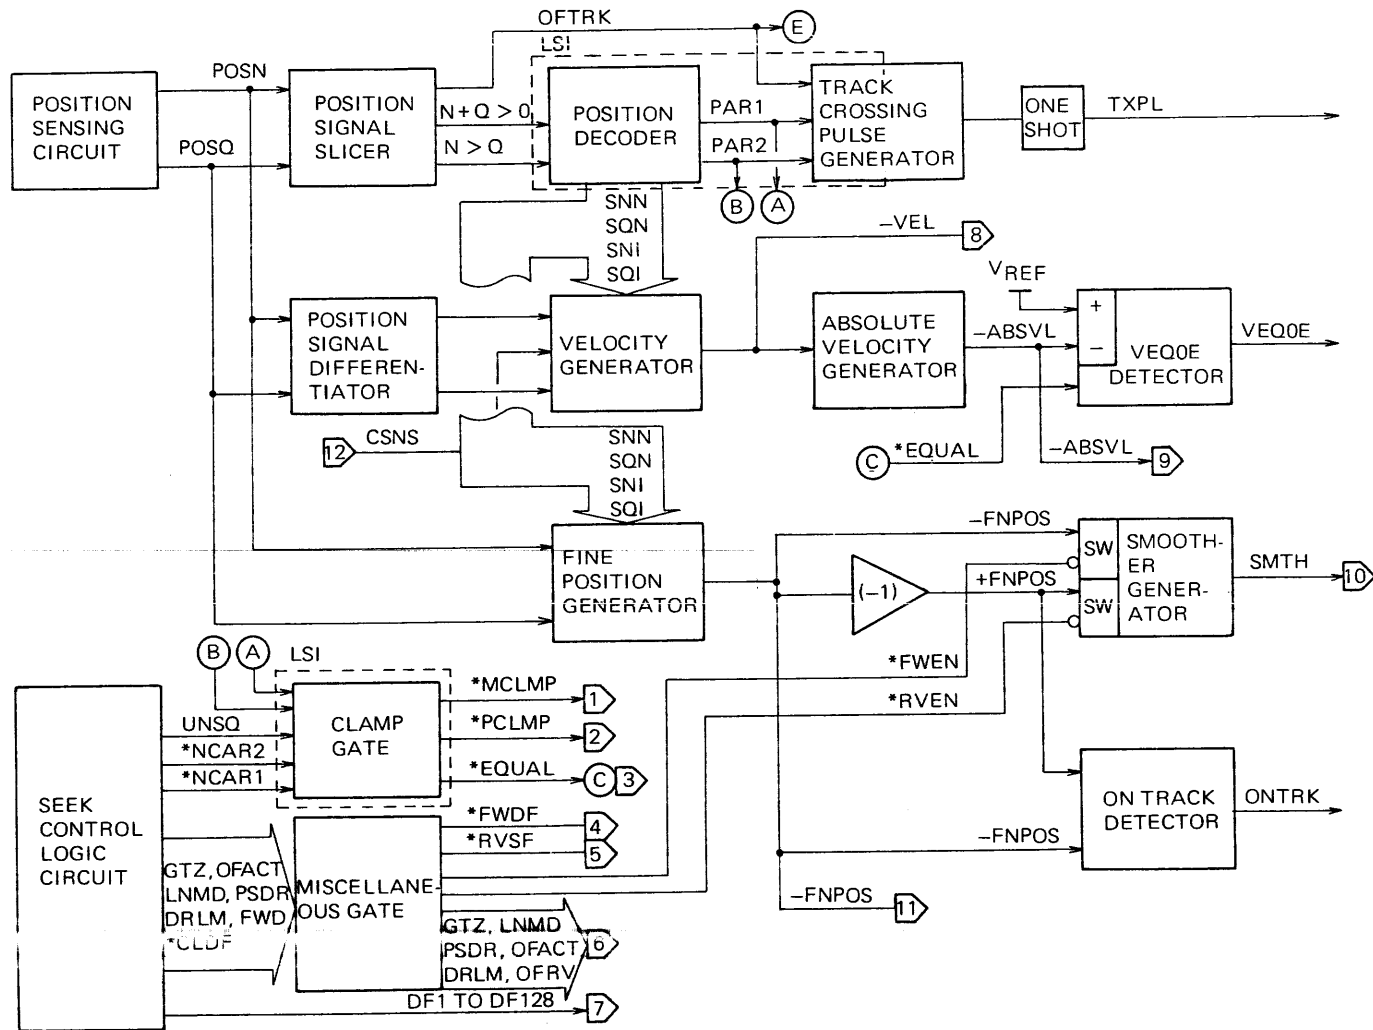 OFTRK
E
LSI
POSN
POSITION
SENSING
CIRCUIT
POSQ
POSITION
SIGNAL
SLICER
N+Q > 0
N > Q
POSITION
DECODER
PAR1
PAR2
TRACK
CROSSING
PULSE
GENERATOR
ONE
SHOT
TXPL
B
A
SNN
SQN
SNI
SQI
–VEL
8
POSITION
SIGNAL
DIFFEREN-
TIATOR
VELOCITY
GENERATOR
ABSOLUTE
VELOCITY
GENERATOR
–ABSVL
VREF
+
–
VEQ0E
DETECTOR
VEQ0E
12
CSNS
SNN
SQN
SNI
SQI
C
*EQUAL
–ABSVL
9
FINE
POSITION
GENERATOR
–FNPOS
(–1)
+FNPOS
SW
SW
SMOOTH-
ER
GENER-
ATOR
SMTH
10
B
A
LSI
*FWEN
*RVEN
UNSQ
*NCAR2
*NCAR1
CLAMP
GATE
*MCLMP
1
*PCLMP
2
*EQUAL
C
3
SEEK
CONTROL
LOGIC
CIRCUIT
GTZ, OFACT
LNMD, PSDR
DRLM, FWD
*CLDF
MISCELLANE-
OUS GATE
*FWDF
4
*RVSF
5
GTZ, LNMD
PSDR, OFACT
DRLM, OFRV
6
DF1 TO DF128
7
–FNPOS
ON TRACK
DETECTOR
ONTRK
–FNPOS
11